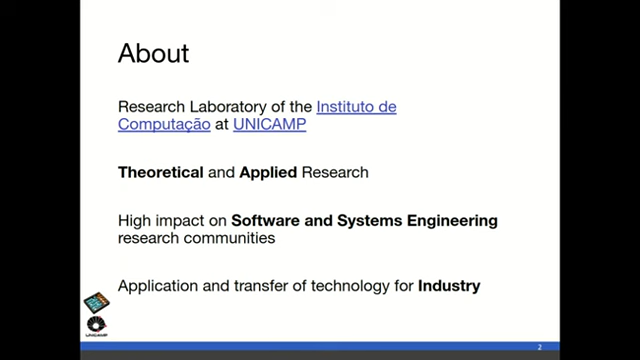 About
Research Laboratory of the Instituto de
Computação at UNICAMP
Theoretical and Applied Research
High impact on Software and Systems Engineering
research communities
Application and transfer of technology for Industry
UNICAMP
2